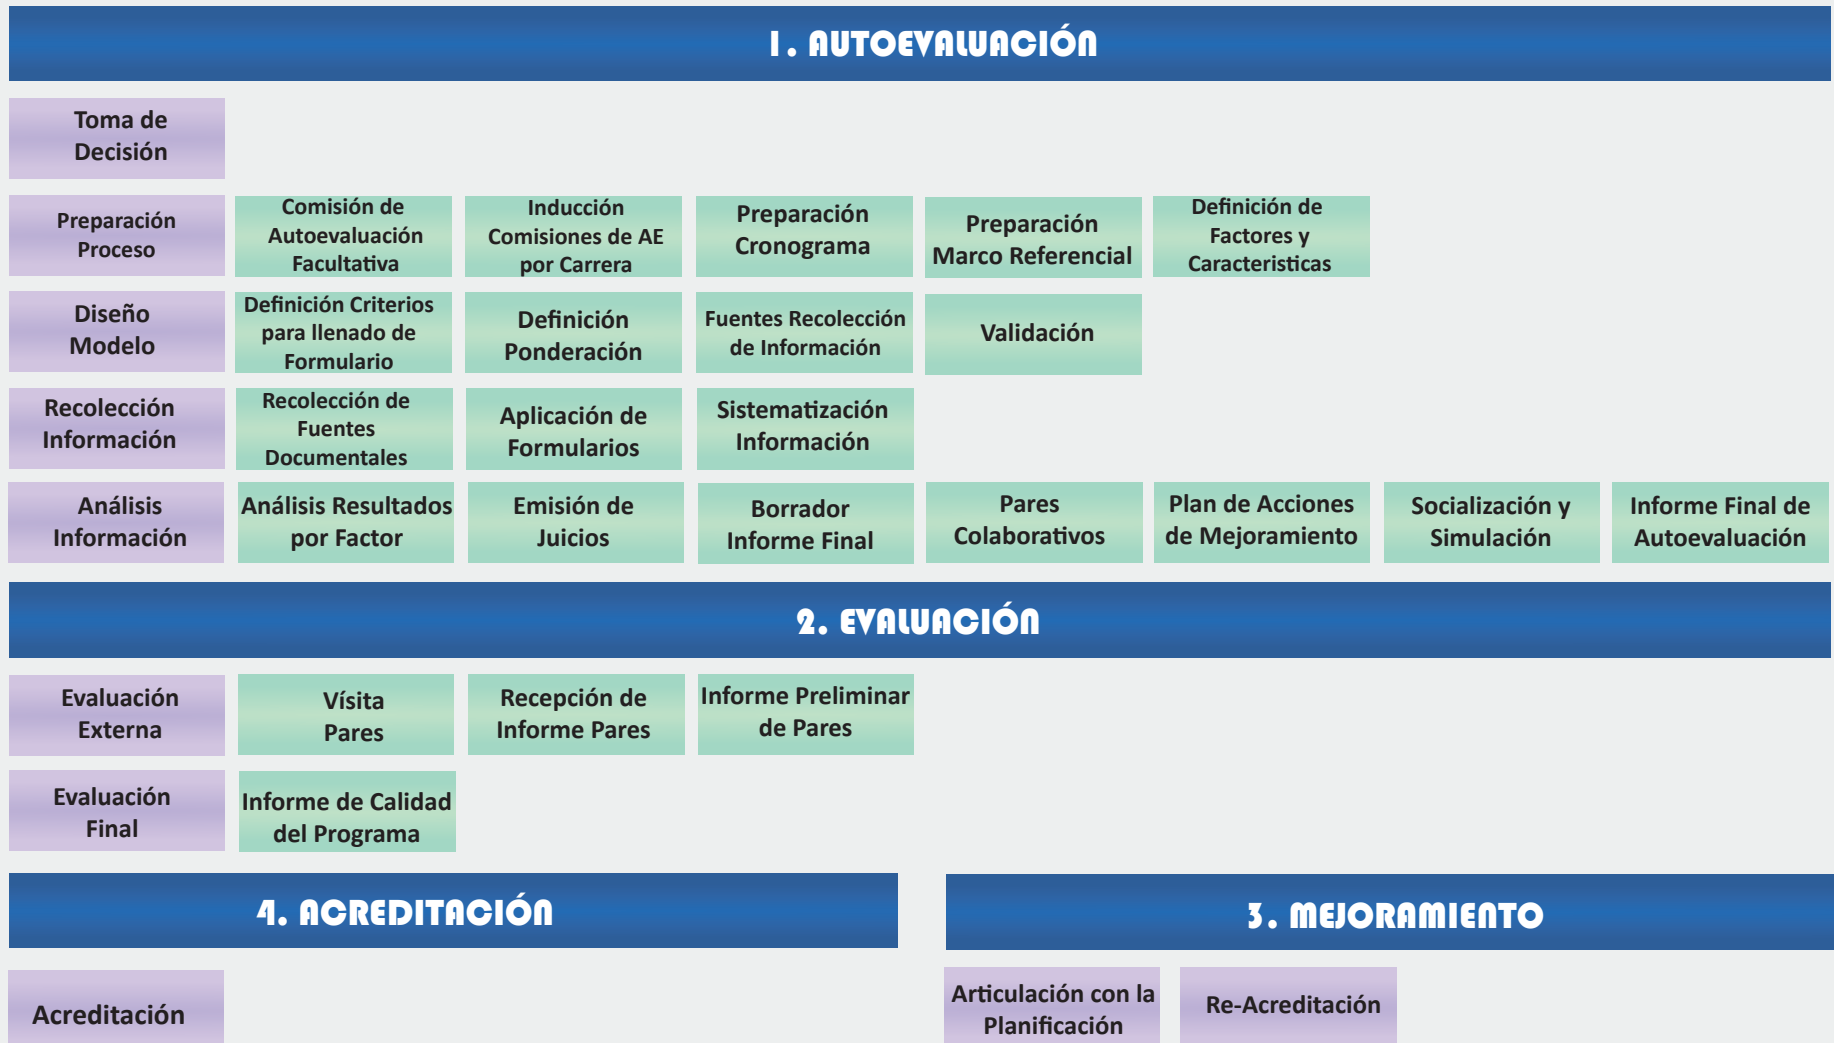 1. AUTOEVALUACIÓN
Toma de
Decisión
Preparación
Proceso
Comisión de
Autoevaluación
Facultativa
Inducción
Comisiones de AE
por Carrera
Preparación
Cronograma
Preparación
Marco Referencial
Definición de
Factores y
Caracteristicas
Diseño
Modelo
Definición Criterios
para llenado de
Formulario
Definición
Ponderación
Fuentes Recolección
de Información
Validación
Recolección
Información
Recolección de
Fuentes
Documentales
Aplicación de
Formularios
Sistematización
Información
Análisis
Información
Análisis Resultados
por Factor
Emisión de
Juicios
Borrador
Informe Final
Pares
Colaborativos
Plan de Acciones
de Mejoramiento
Socialización y
Simulación
Informe Final de
Autoevaluación
2. EVALUACIÓN
Evaluación
Externa
Vísita
Pares
Recepción de
Informe Pares
Informe Preliminar
de Pares
Evaluación
Final
Informe de Calidad
del Programa
4. ACREDITACIÓN
Acreditación
3. MEJORAMIENTO
Articulación con la
Planificación
Re-Acreditación